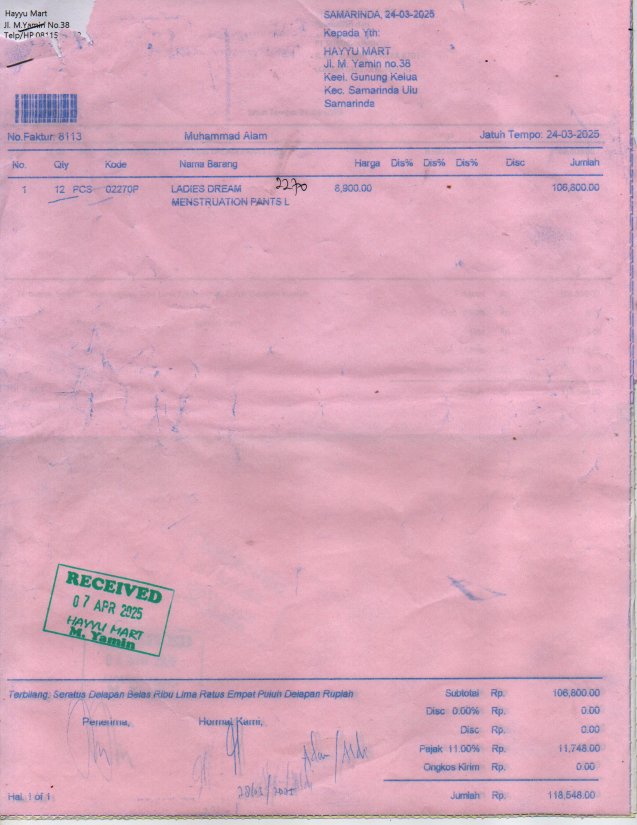 Hayyu Mart
Jl. M.Yamin No.38
Telp/HP 08115
SAMARINDA, 24-03-2025
Kepada Yth:
HAYYU MART
Jl. M. Yamin no.38
Keel. Gunung Kelua
Kec. Samarinda Ulu
Samarinda
No.Faktur: 8113 Muhammad Alam Jatuh Tempo: 24-03-2025
No. Qty Kode Nama Barang Harga Dis% Dis% Dis% Disc Jumlah
1 12 PCS 02270P LADIES DREAM 2270 8,900.00 106,800.00
MENSTRUATION PANTS L
RECEIVED
07 APR 2025
HAYYU MART
M. Yamin
Terbilang: Seratus Delapan Belas Ribu Lima Ratus Empat Puluh Delapan Rupiah
Subtotal Rp. 106,800.00
Disc 0.00% Rp. 0.00
Disc Rp. 0.00
Pajak 11.00% Rp. 11,748.00
Ongkos Kirim Rp. 0.00
Jumlah Rp. 118,548.00
Penerima, Hormat Kami,
Hal. 1 of 1